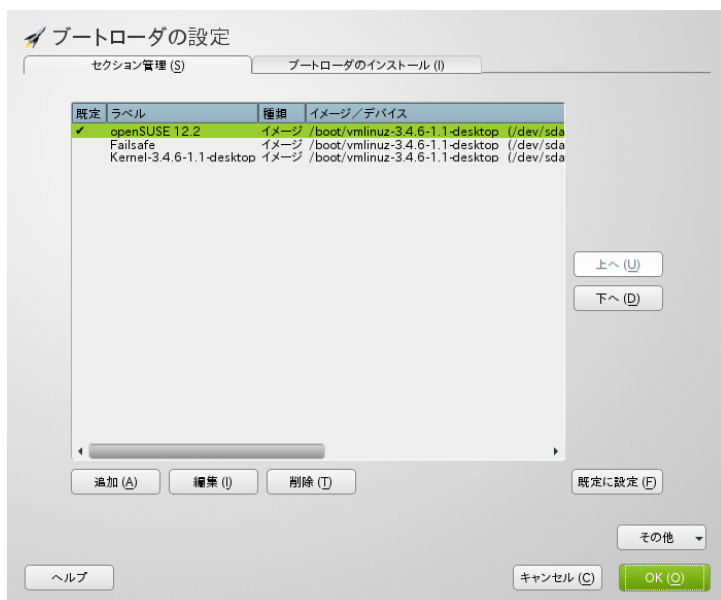 ブートローダの設定
セクション管理 (S) ブートローダのインストール (I)
既定 ラベル 種類 イメージ／デバイス
✔ openSUSE 12.2 イメージ /boot/vmlinuz-3.4.6-1.1-desktop (/dev/sda
Failsafe イメージ /boot/vmlinuz-3.4.6-1.1-desktop (/dev/sda
Kernel-3.4.6-1.1-desktop イメージ /boot/vmlinuz-3.4.6-1.1-desktop (/dev/sda
上へ (U)
下へ (D)
追加 (A) 編集 (I) 削除 (T) 既定に設定 (F)
その他
ヘルプ キャンセル (C) OK (O)